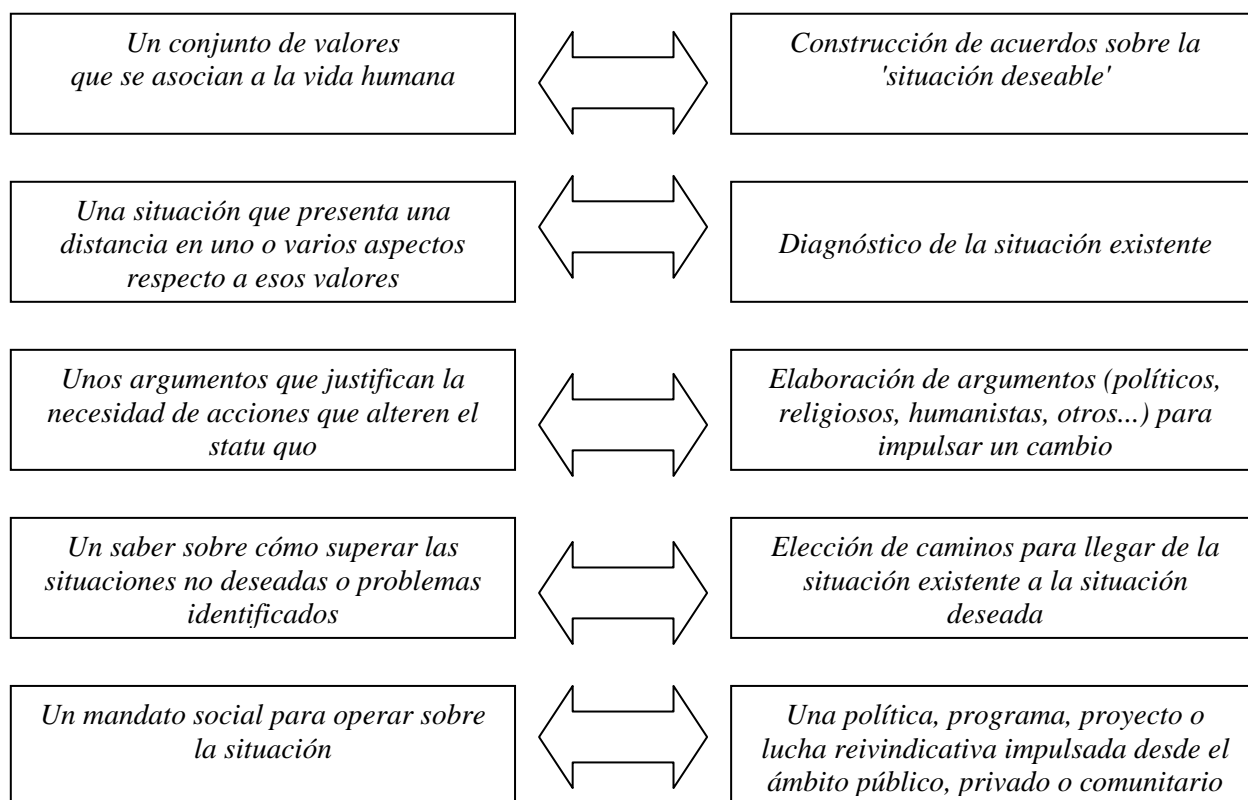 Un conjunto de valores
que se asocian a la vida humana
Construcción de acuerdos sobre la
'situación deseable'
Una situación que presenta una
distancia en uno o varios aspectos
respecto a esos valores
Diagnóstico de la situación existente
Unos argumentos que justifican la
necesidad de acciones que alteren el
statu quo
Elaboración de argumentos (políticos,
religiosos, humanistas, otros...) para
impulsar un cambio
Un saber sobre cómo superar las
situaciones no deseadas o problemas
identificados
Elección de caminos para llegar de la
situación existente a la situación
deseada
Un mandato social para operar sobre
la situación
Una política, programa, proyecto o
lucha reivindicativa impulsada desde el
ámbito público, privado o comunitario